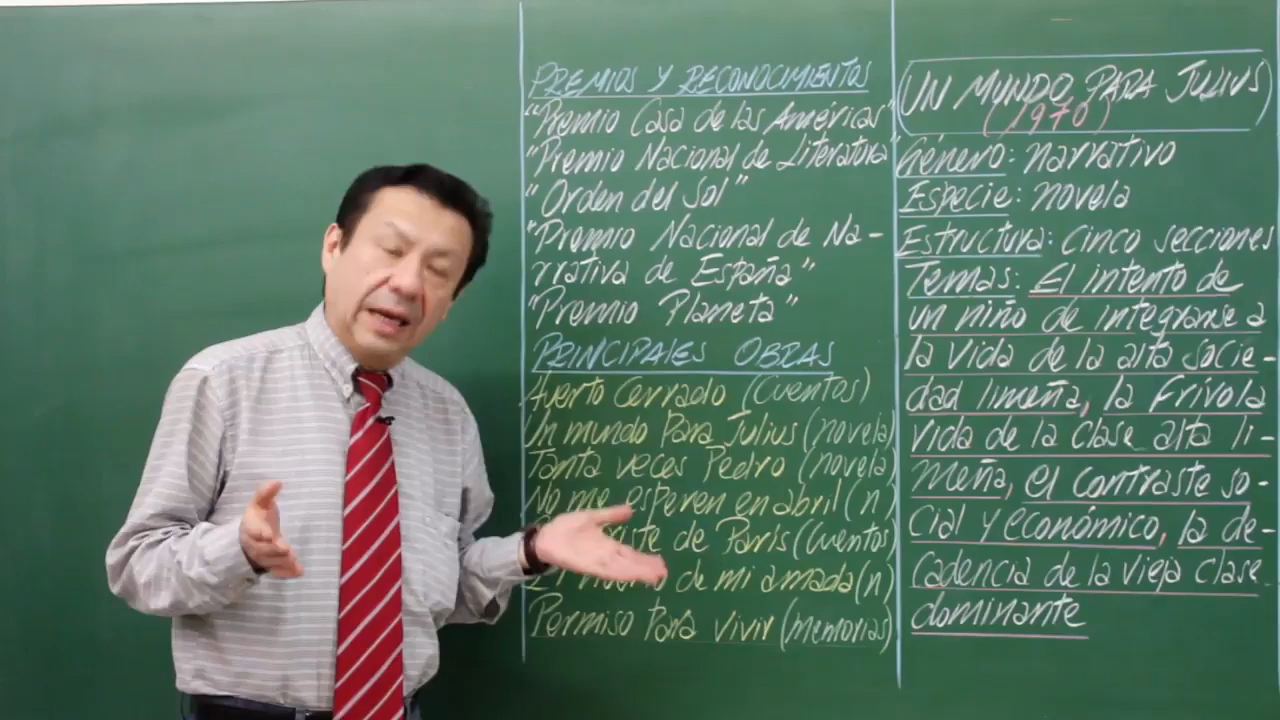 PREMIOS Y RECONOCIMIENTOS
"Premio Casa de las Américas"
"Premio Nacional de Literatura"
"Orden del Sol"
"Premio Nacional de Na-
rrativa de España"
"Premio Planeta"
PRINCIPALES OBRAS
Huerto Cerrado (Cuentos)
Un mundo Para Julius (novela)
Tanta veces Pedro (novela)
No me esperen en abril (n)
de París (Cuentos)
de mi amada (n)
Permiso Para vivir (memorias)
UN MUNDO PARA JULIUS
(1970)
Género: narrativo
Especie: novela
Estructura: cinco secciones
Temas: El intento de
un niño de integrarse a
la vida de la alta socie-
dad limeña, la frívola
vida de la clase alta li-
meña, el contraste so-
cial y económico, la de-
cadencia de la vieja clase
dominante